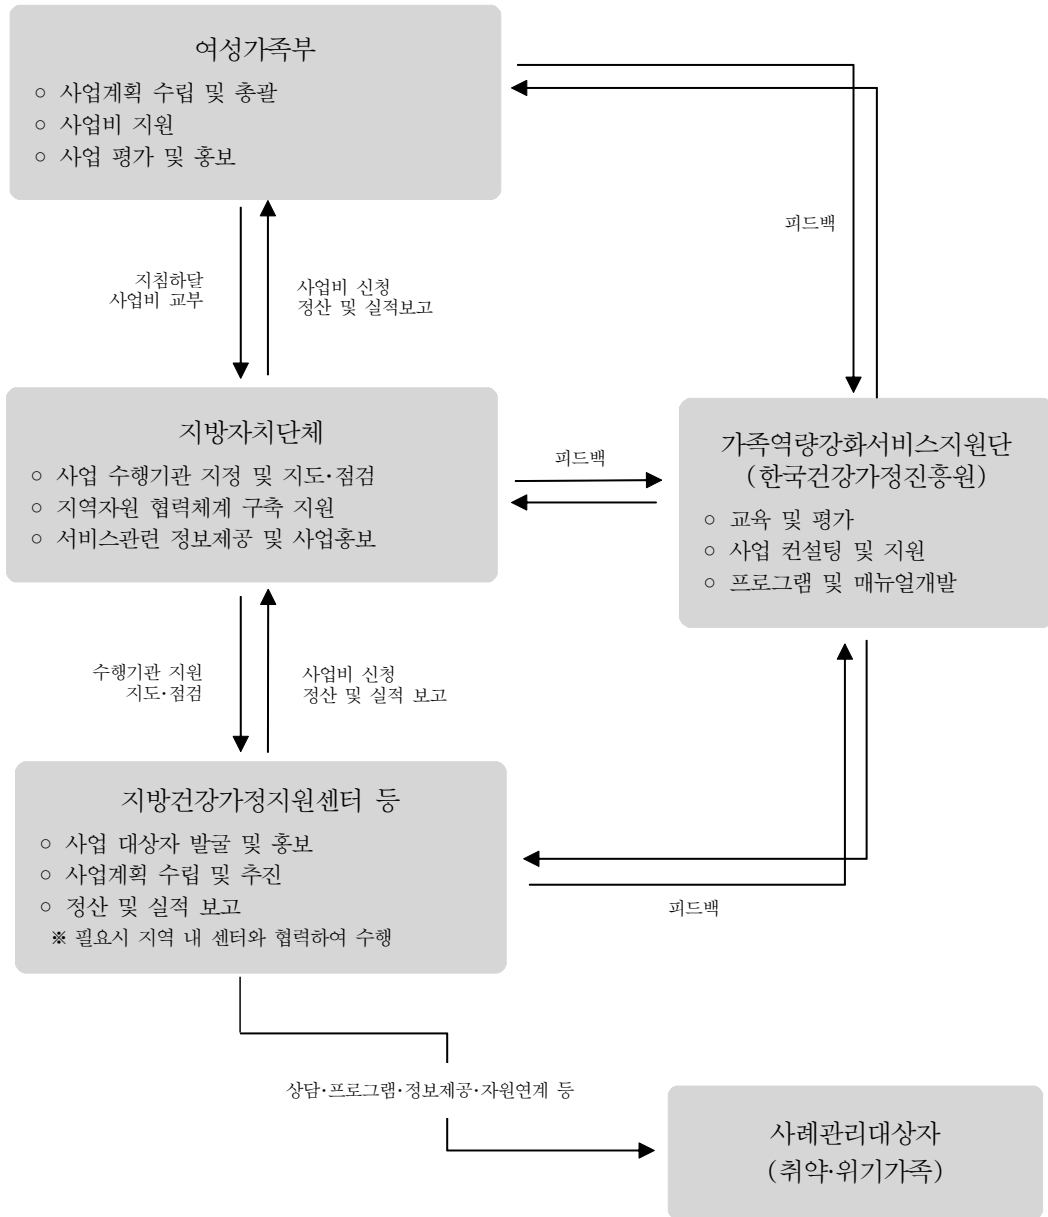 여성가족부
○ 사업계획 수립 및 총괄
○ 사업비 지원
○ 사업 평가 및 홍보
피드백
지침하달
사업비 교부
사업비 신청
정산 및 실적보고
지방자치단체
○ 사업 수행기관 지정 및 지도·점검
○ 지역자원 협력체계 구축 지원
○ 서비스관련 정보제공 및 사업홍보
피드백
가족역량강화서비스지원단
(한국건강가정진흥원)
○ 교육 및 평가
○ 사업 컨설팅 및 지원
○ 프로그램 및 매뉴얼개발
수행기관 지원
지도·점검
사업비 신청
정산 및 실적 보고
지방건강가정지원센터 등
○ 사업 대상자 발굴 및 홍보
○ 사업계획 수립 및 추진
○ 정산 및 실적 보고
※ 필요시 지역 내 센터와 협력하여 수행
피드백
상담·프로그램·정보제공·자원연계 등
사례관리대상자
(취약·위기가족)